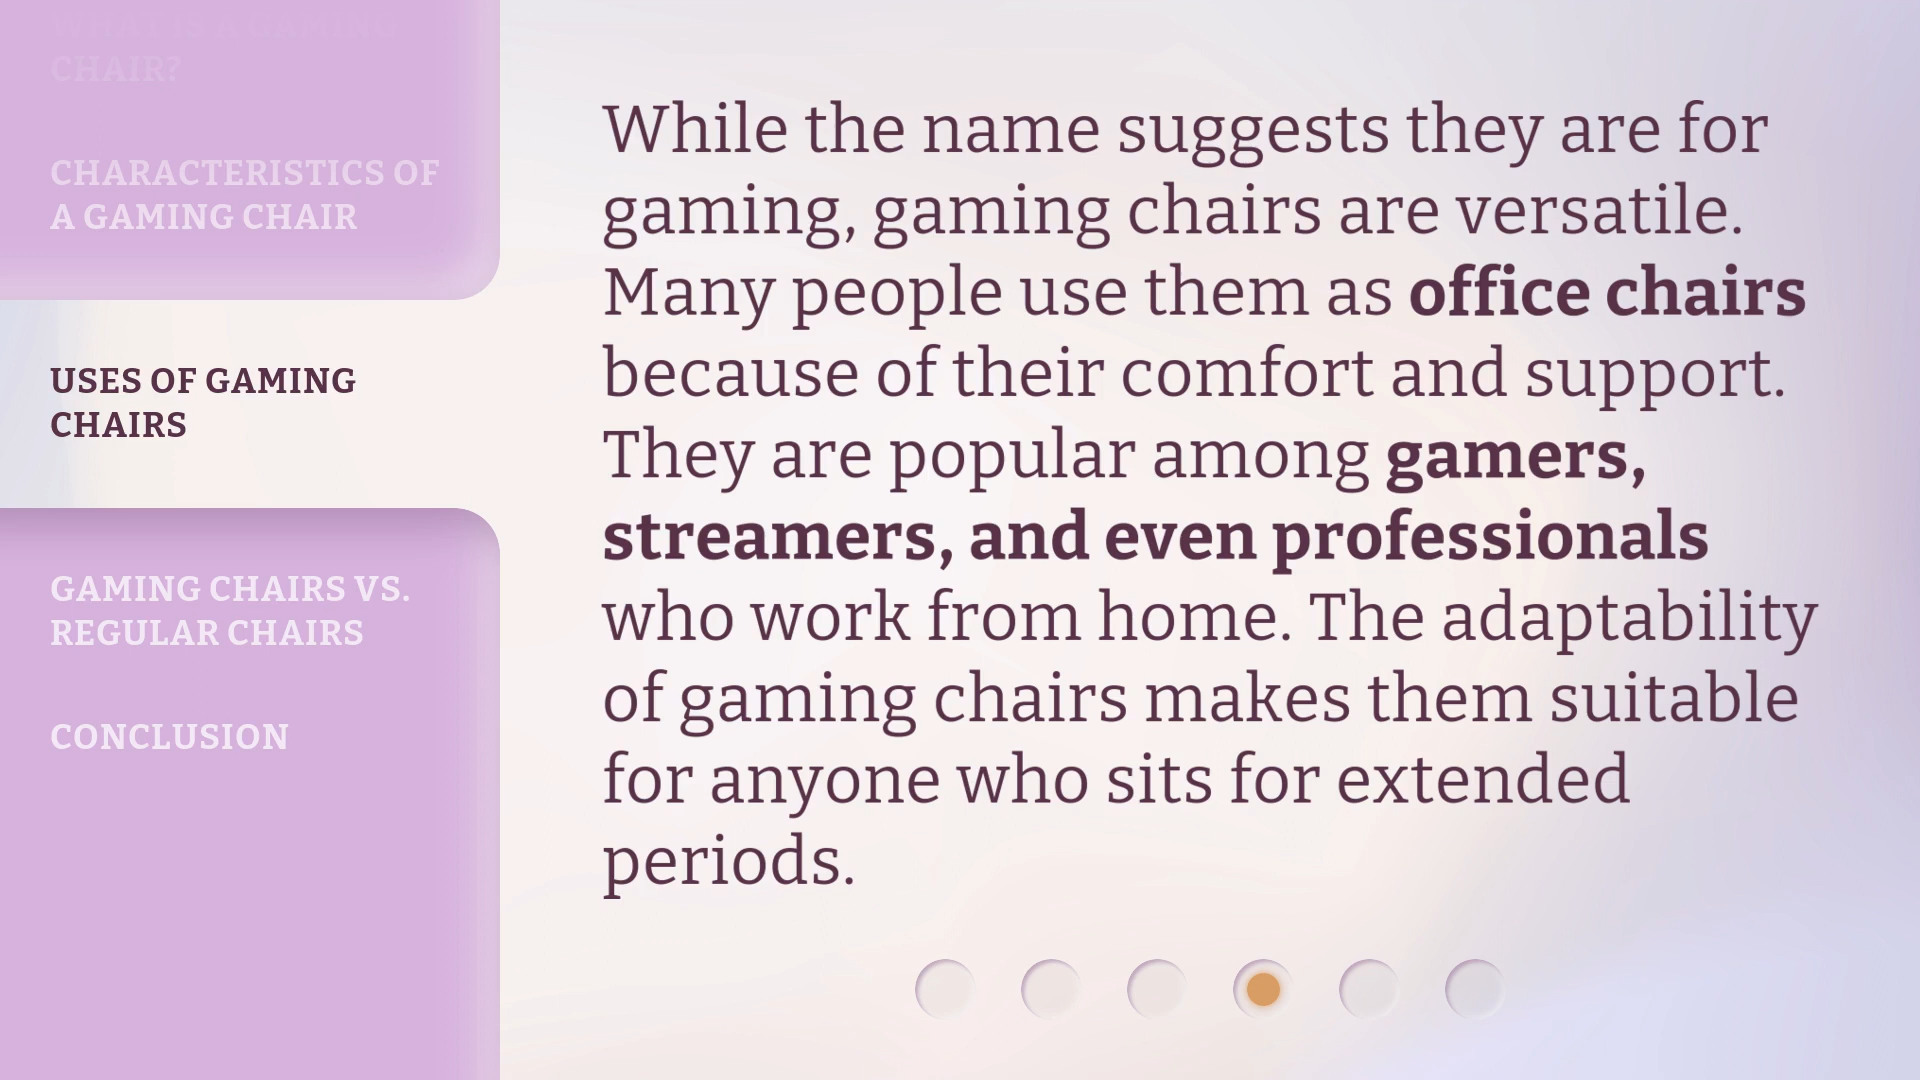 WHAT IS A GAMING
CHAIR?
CHARACTERISTICS OF
A GAMING CHAIR
USES OF GAMING
CHAIRS
GAMING CHAIRS VS.
REGULAR CHAIRS
CONCLUSION
While the name suggests they are for
gaming, gaming chairs are versatile.
Many people use them as office chairs
because of their comfort and support.
They are popular among gamers,
streamers, and even professionals
who work from home. The adaptability
of gaming chairs makes them suitable
for anyone who sits for extended
periods.